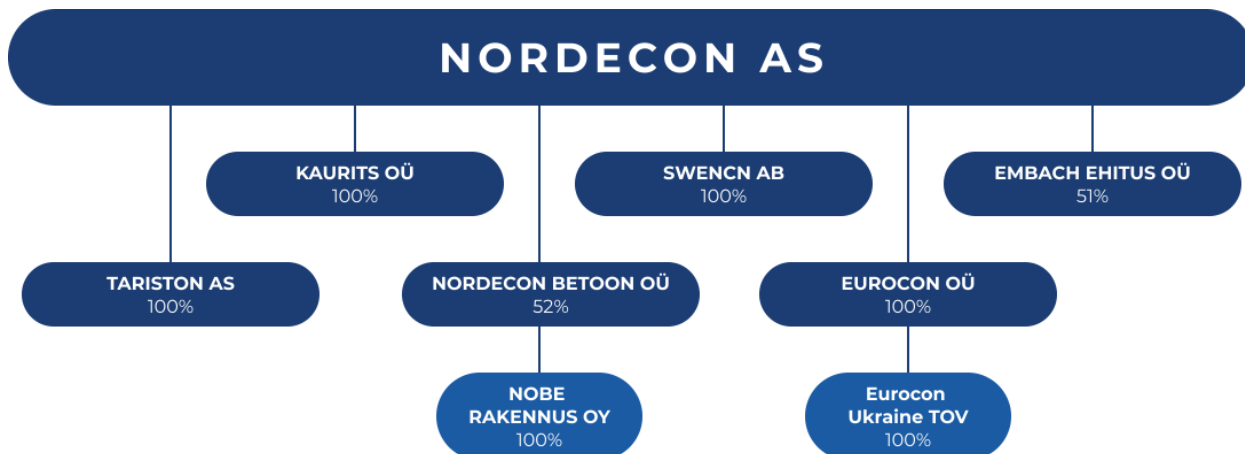 NORDECON AS
KAURITS OÜ
100%
SWENCN AB
100%
EMBACH EHITUS OÜ
51%
TARISTON AS
100%
NORDECON BETOON OÜ
52%
EUROCON OÜ
100%
NOBE
RAKENNUS OY
100%
Eurocon
Ukraine TOV
100%